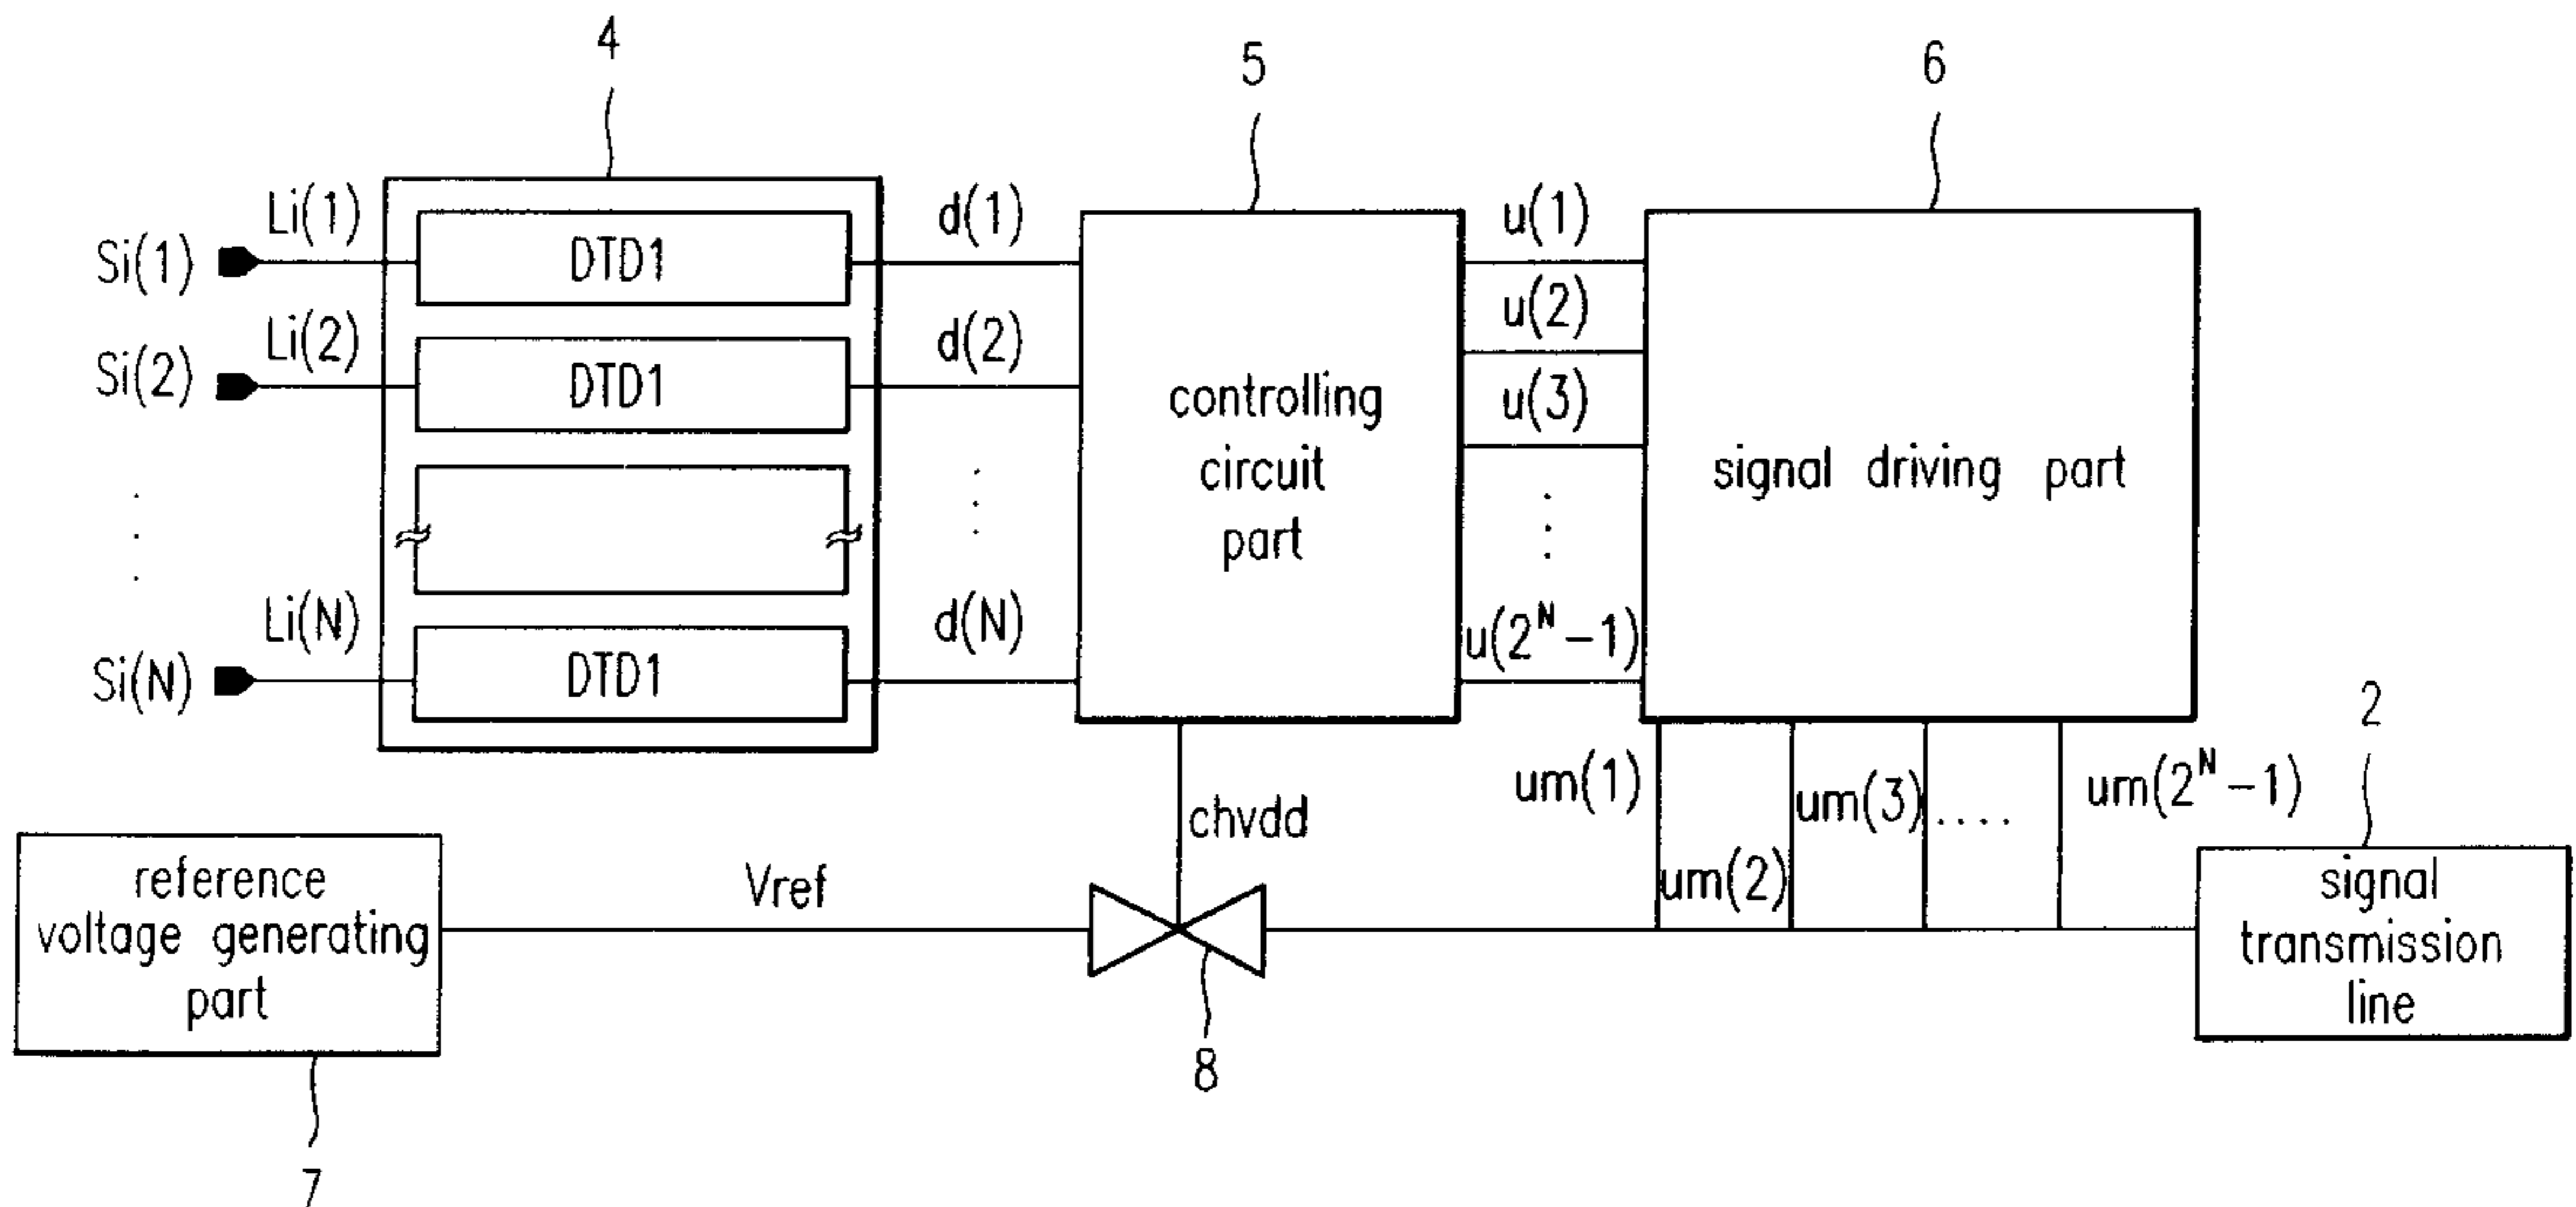 4
5
6
Li(1)
Si(1)
DTD1
d(1)
u(1)
Li(2)
Si(2)
DTD1
d(2)
u(2)
u(3)
controlling
circuit
part
signal driving part
Li(N)
Si(N)
DTD1
d(N)
u(2ᴺ-1)
2
um(1)
um(2)
um(3)
....
um(2ᴺ-1)
chvdd
reference
voltage generating
part
Vref
signal
transmission
line
8
7